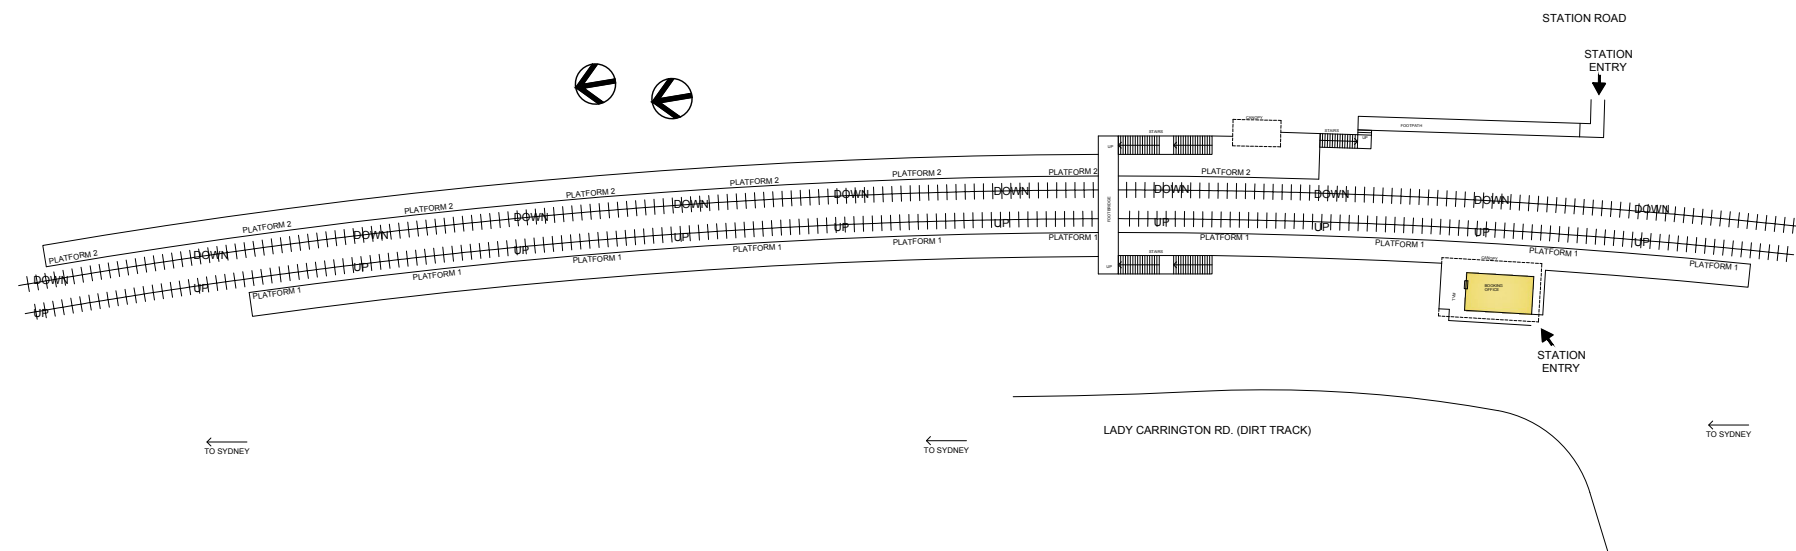 STATION ROAD
STATION
ENTRY
CANOPY
FOOTPATH
STAIRS
STAIRS
UP
UP
PLATFORM 2
PLATFORM 2
PLATFORM 2
PLATFORM 2
PLATFORM 2
PLATFORM 2
PLATFORM 2
PLATFORM 2
DOWN
DOWN
DOWN
DOWN
DOWN
DOWN
DOWN
DOWN
DOWN
DOWN
DOWN
FOOTBRIDGE
UP
UP
UP
UP
UP
UP
UP
UP
UP
UP
UP
PLATFORM 1
PLATFORM 1
PLATFORM 1
PLATFORM 1
PLATFORM 1
PLATFORM 1
PLATFORM 1
PLATFORM 1
PLATFORM 1
PLATFORM 1
STAIRS
UP
CANOPY
BOOKING
OFFICE
STATION
ENTRY
LADY CARRINGTON RD. (DIRT TRACK)
TO SYDNEY
TO SYDNEY
TO SYDNEY